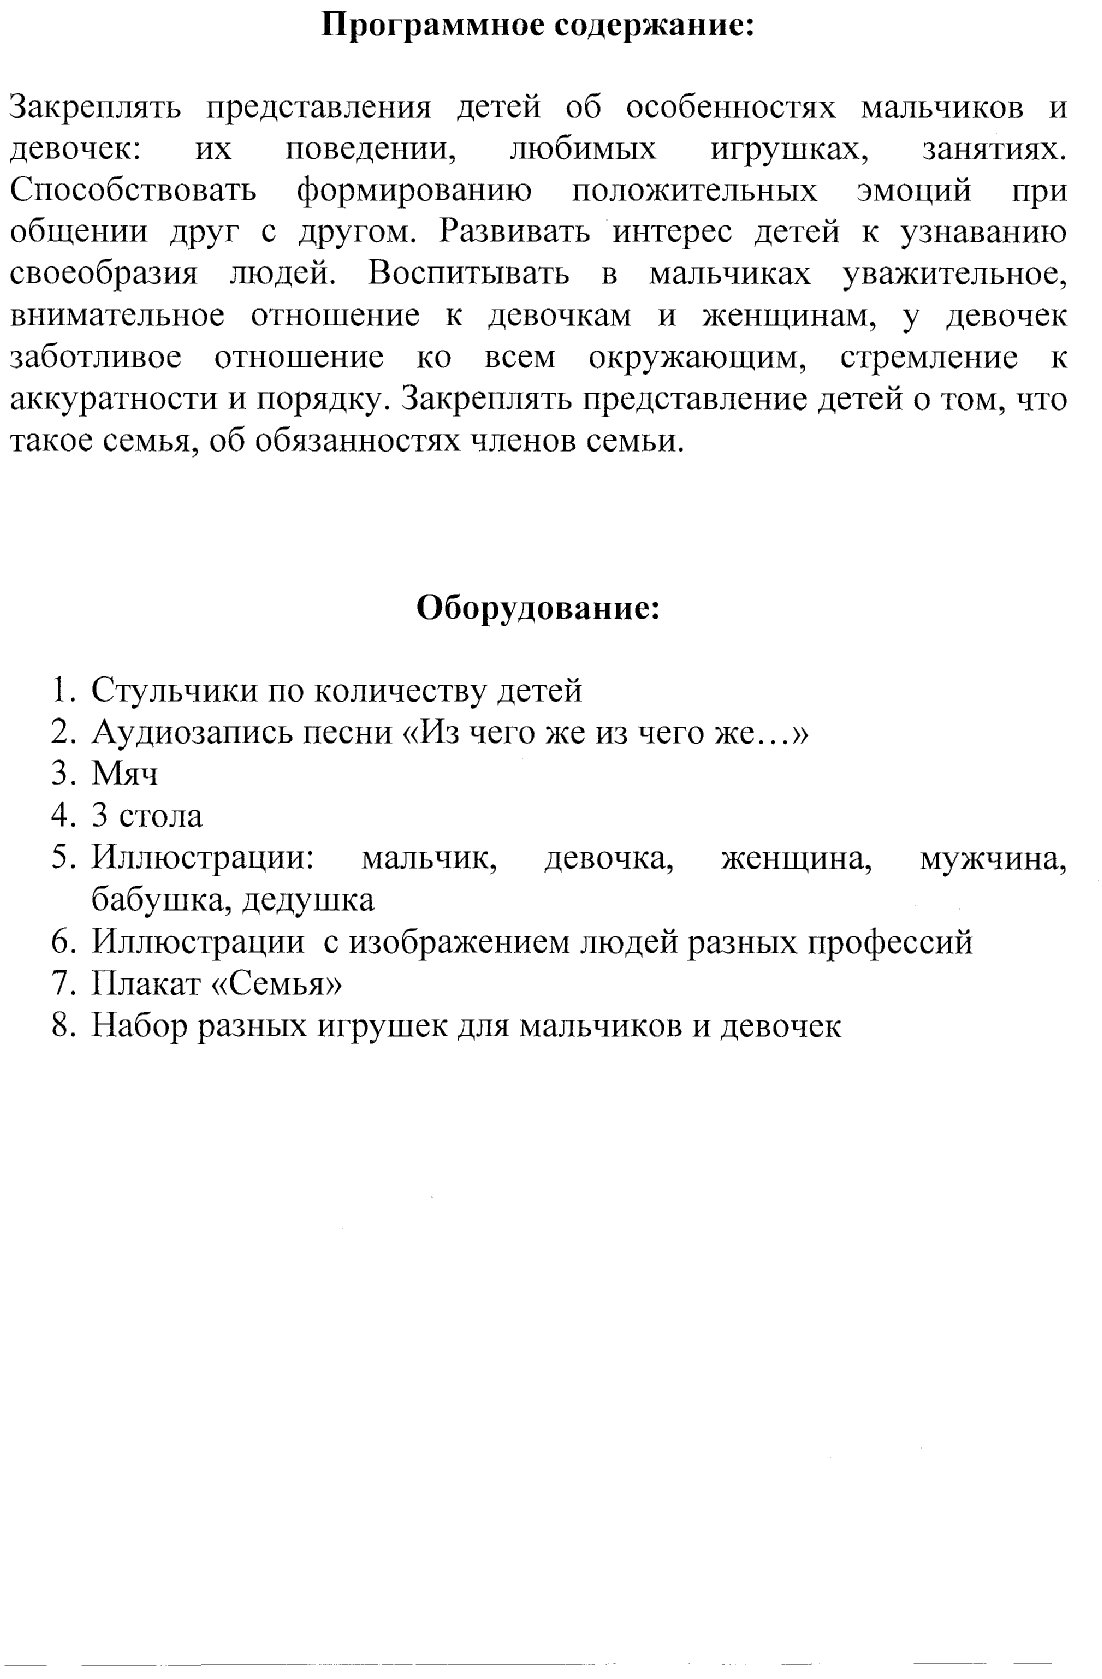 Программное содержание:
Закреплять представления детей об особенностях мальчиков и
девочек: их поведении, любимых игрушках, занятиях.
Способствовать формированию положительных эмоций при
общении друг с другом. Развивать интерес детей к узнаванию
своеобразия людей. Воспитывать в мальчиках уважительное,
внимательное отношение к девочкам и женщинам, у девочек
заботливое отношение ко всем окружающим, стремление к
аккуратности и порядку. Закреплять представление детей о том, что
такое семья, об обязанностях членов семьи.
Оборудование:
1. Стульчики по количеству детей
2. Аудиозапись песни «Из чего же из чего же...»
3. Мяч
4. 3 стола
5. Иллюстрации: мальчик, девочка, женщина, мужчина,
бабушка, дедушка
6. Иллюстрации с изображением людей разных профессий
7. Плакат «Семья»
8. Набор разных игрушек для мальчиков и девочек